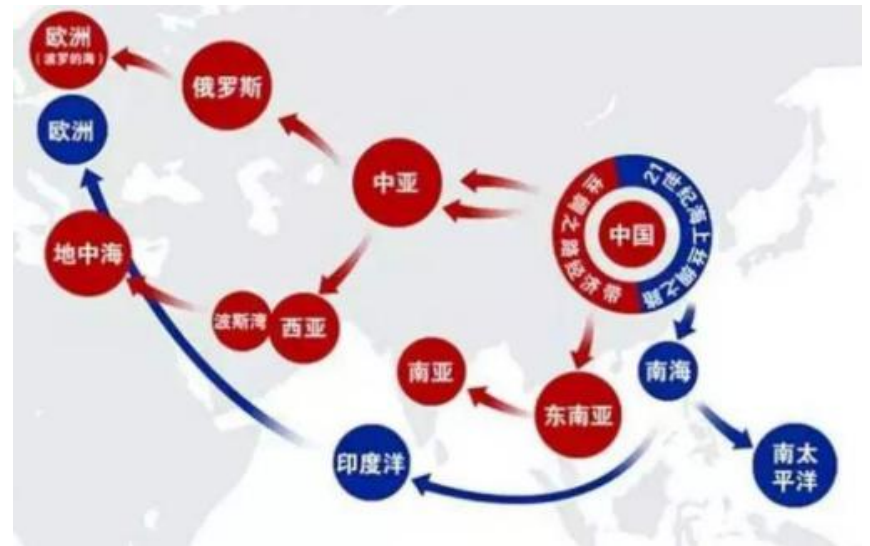 欧洲
(波罗的海)
俄罗斯
欧洲
中亚
丝绸之路经济带
21世纪海上丝绸之路
中国
地中海
波斯湾
西亚
南亚
南海
东南亚
印度洋
南太
平洋